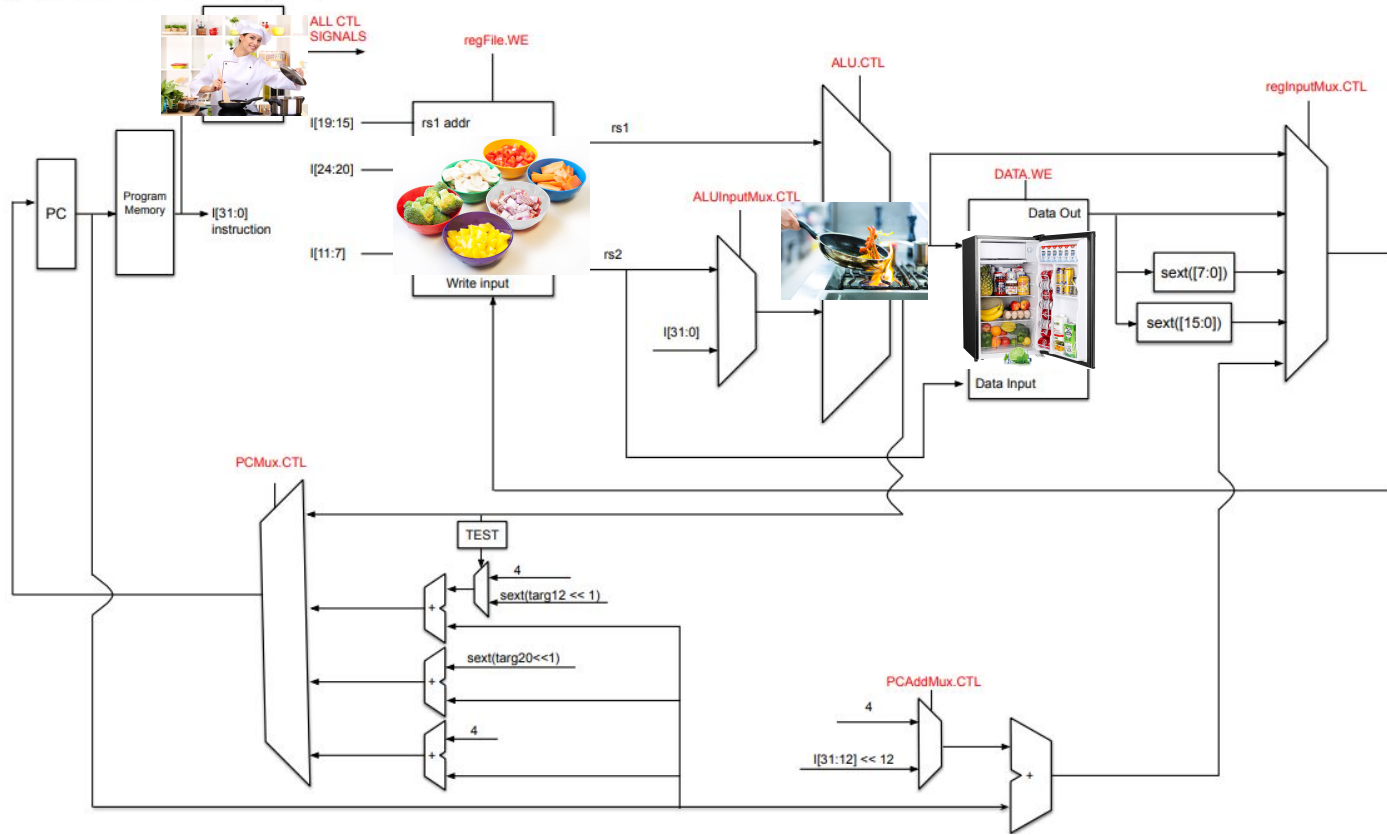 ALL CTL
SIGNALS
regFile.WE
ALU.CTL
regInputMux.CTL
I[19:15]
rs1 addr
rs1
I[24:20]
DATA.WE
PC
Program
Memory
ALUInputMux.CTL
Data Out
I[31:0]
instruction
I[11:7]
rs2
sext([7:0])
Write input
I[31:0]
sext([15:0])
Data Input
PCMux.CTL
TEST
4
sext(targ12 << 1)
+
sext(targ20<<1)
+
PCAddMux.CTL
4
4
+
I[31:12] << 12
+